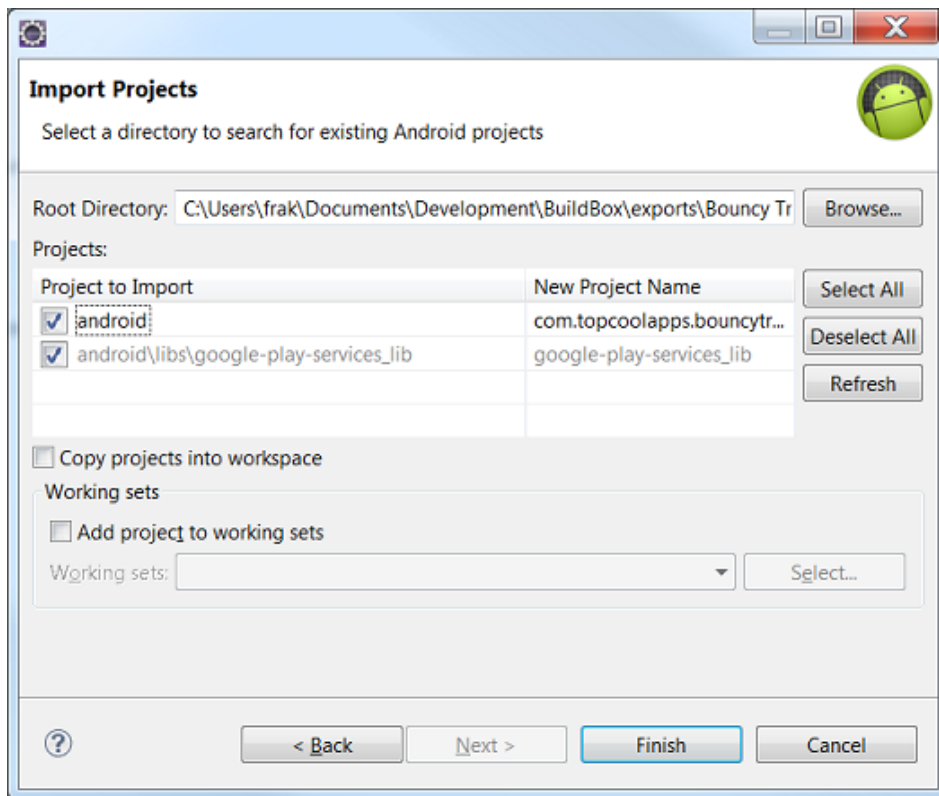 Import Projects
Select a directory to search for existing Android projects
Root Directory: C:\Users\frak\Documents\Development\BuildBox\exports\Bouncy Tr Browse...
Projects:
Project to Import New Project Name Select All
android com.topcoolapps.bouncytr...
Deselect All
android\libs\google-play-services_lib google-play-services_lib
Refresh
Copy projects into workspace
Working sets
Add project to working sets
Working sets: Select...
< Back Next > Finish Cancel